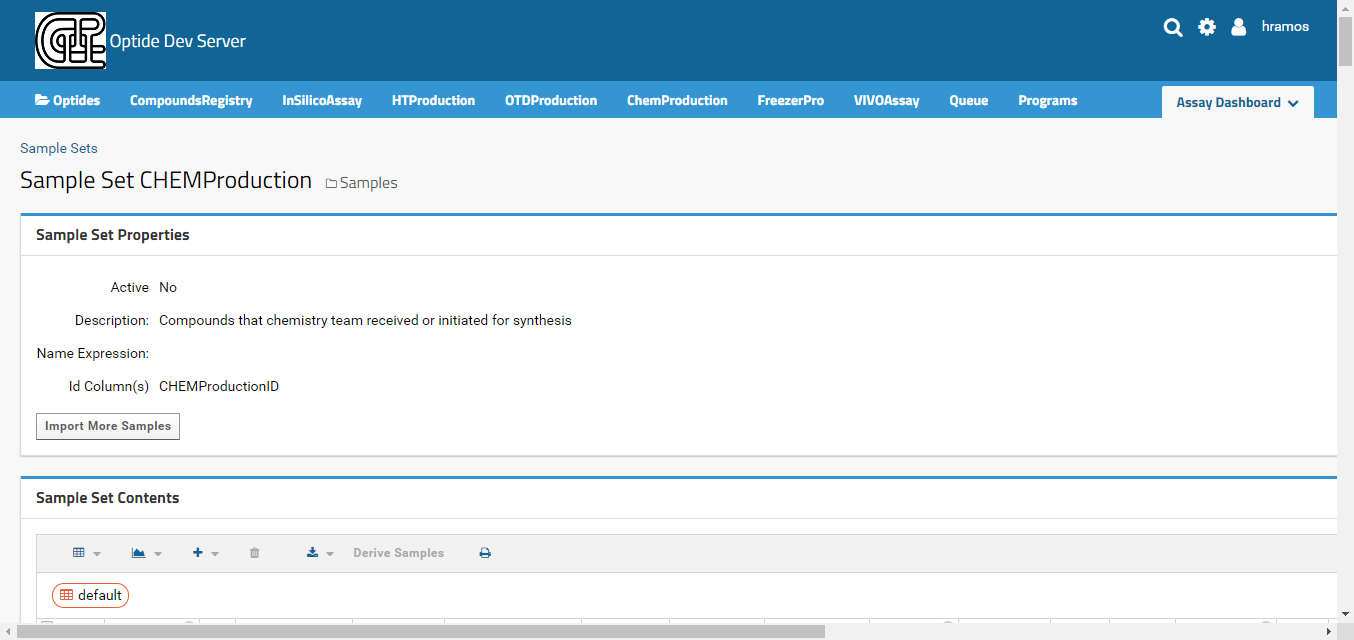 Optide Dev Server
hramos
Optides CompoundsRegistry InSilicoAssay HTProduction OTDProduction ChemProduction FreezerPro VIVOAssay Queue Programs Assay Dashboard
Sample Sets
Sample Set CHEMProduction Samples
Sample Set Properties
Active No
Description: Compounds that chemistry team received or initiated for synthesis
Name Expression:
Id Column(s) CHEMProductionID
Import More Samples
Sample Set Contents
Derive Samples
default